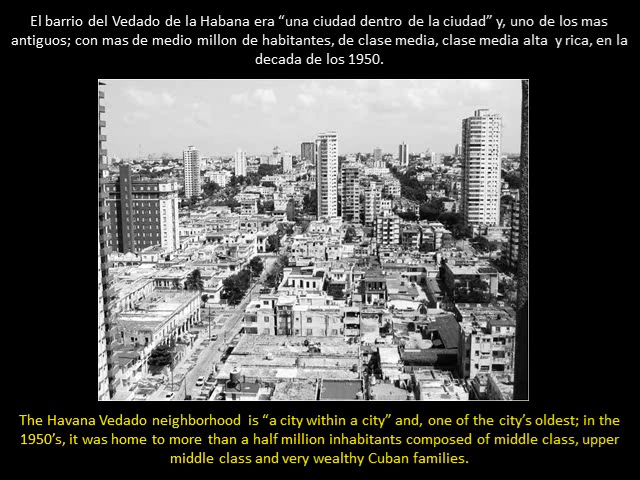 El barrio del Vedado de la Habana era “una ciudad dentro de la ciudad” y, uno de los mas
antiguos; con mas de medio millon de habitantes, de clase media, clase media alta y rica, en la
decada de los 1950.
The Havana Vedado neighborhood is “a city within a city” and, one of the city’s oldest; in the
1950’s, it was home to more than a half million inhabitants composed of middle class, upper
middle class and very wealthy Cuban families.